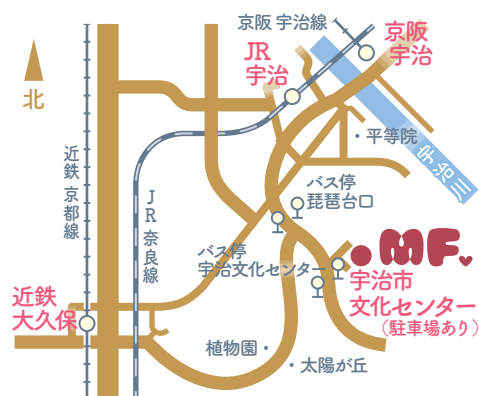 京阪 宇治線
京阪
宇治
JR
宇治
北
・平等院
宇治川
近鉄 京都線
JR 奈良線
バス停
琵琶台口
MF
バス停
宇治文化センター
宇治市
文化センター
(駐車場あり)
近鉄
大久保
植物園・
・太陽が丘